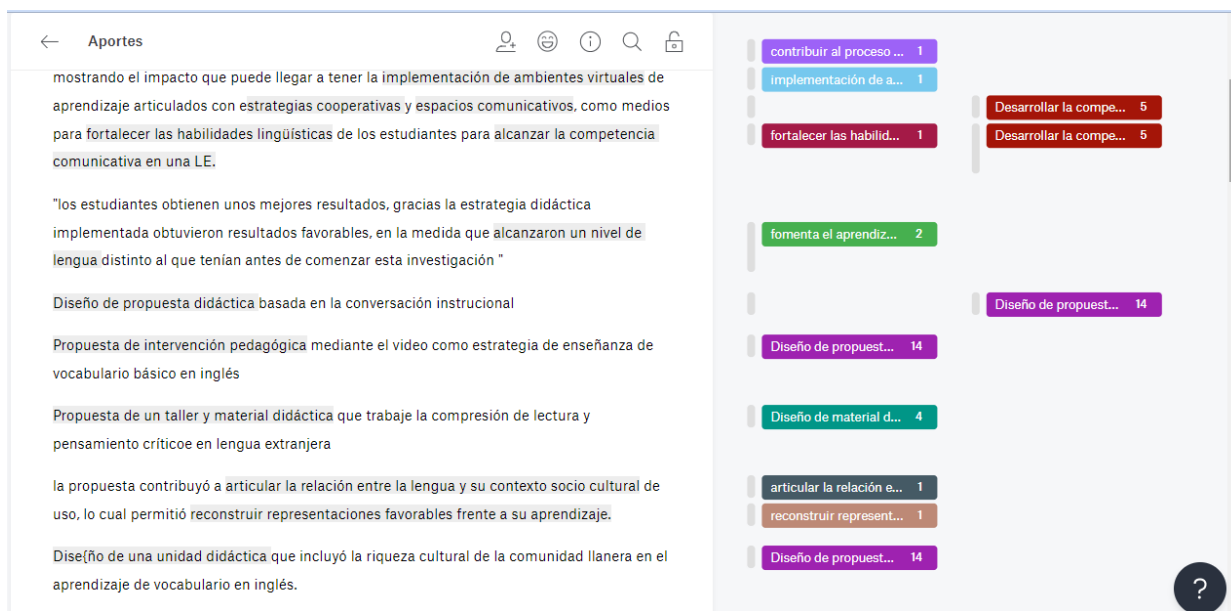 Aportes
mostrando el impacto que puede llegar a tener la implementación de ambientes virtuales de
aprendizaje articulados con estrategias cooperativas y espacios comunicativos, como medios
para fortalecer las habilidades lingüísticas de los estudiantes para alcanzar la competencia
comunicativa en una LE.
"los estudiantes obtienen unos mejores resultados, gracias la estrategia didáctica
implementada obtuvieron resultados favorables, en la medida que alcanzaron un nivel de
lengua distinto al que tenían antes de comenzar esta investigación "
Diseño de propuesta didáctica basada en la conversación instrucional
Propuesta de intervención pedagógica mediante el video como estrategia de enseñanza de
vocabulario básico en inglés
Propuesta de un taller y material didáctico que trabaje la compresión de lectura y
pensamiento críticoe en lengua extranjera
la propuesta contribuyó a articular la relación entre la lengua y su contexto socio cultural de
uso, lo cual permitió reconstruir representaciones favorables frente a su aprendizaje.
Dise{ño de una unidad didáctica que incluyó la riqueza cultural de la comunidad llanera en el
aprendizaje de vocabulario en inglés.
contribuir al proceso ... 1
implementación de a... 1
Desarrollar la compe... 5
fortalecer las habilid... 1
Desarrollar la compe... 5
fomenta el aprendiz... 2
Diseño de propuest... 14
Diseño de propuest... 14
Diseño de material d... 4
articular la relación e... 1
reconstruir represent... 1
Diseño de propuest... 14
?